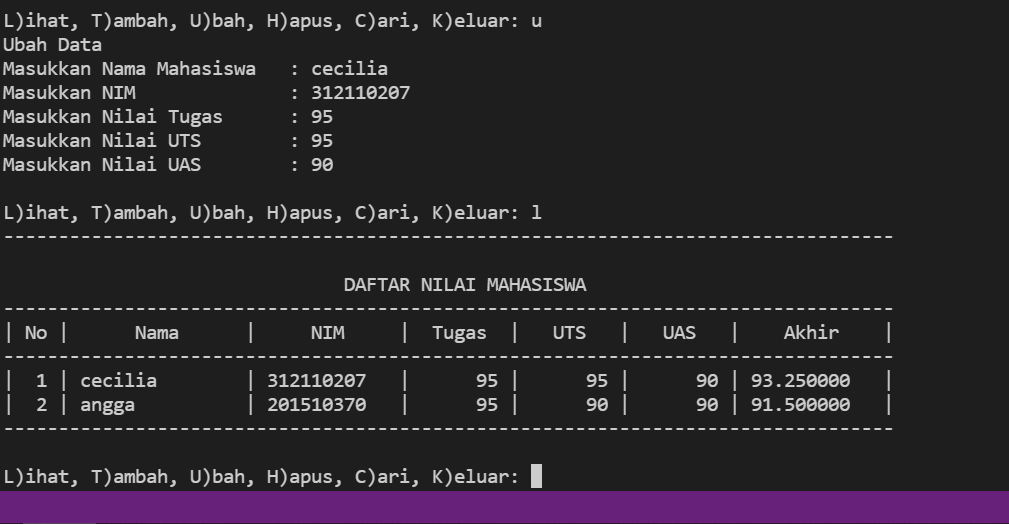 L)ihat, T)ambah, U)bah, H)apus, C)ari, K)eluar: u
Ubah Data
Masukkan Nama Mahasiswa   : cecilia
Masukkan NIM              : 312110207
Masukkan Nilai Tugas      : 95
Masukkan Nilai UTS        : 95
Masukkan Nilai UAS        : 90
L)ihat, T)ambah, U)bah, H)apus, C)ari, K)eluar: l
---------------------------------------------------------------------------------
DAFTAR NILAI MAHASISWA
---------------------------------------------------------------------------------
| No |      Nama      |     NIM     |  Tugas  |   UTS   |   UAS   |    Akhir    |
---------------------------------------------------------------------------------
|  1 | cecilia        | 312110207   |      95 |      95 |      90 | 93.250000   |
|  2 | angga          | 201510370   |      95 |      90 |      90 | 91.500000   |
---------------------------------------------------------------------------------
L)ihat, T)ambah, U)bah, H)apus, C)ari, K)eluar: